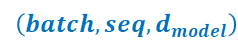 (batch, seq, d_model)